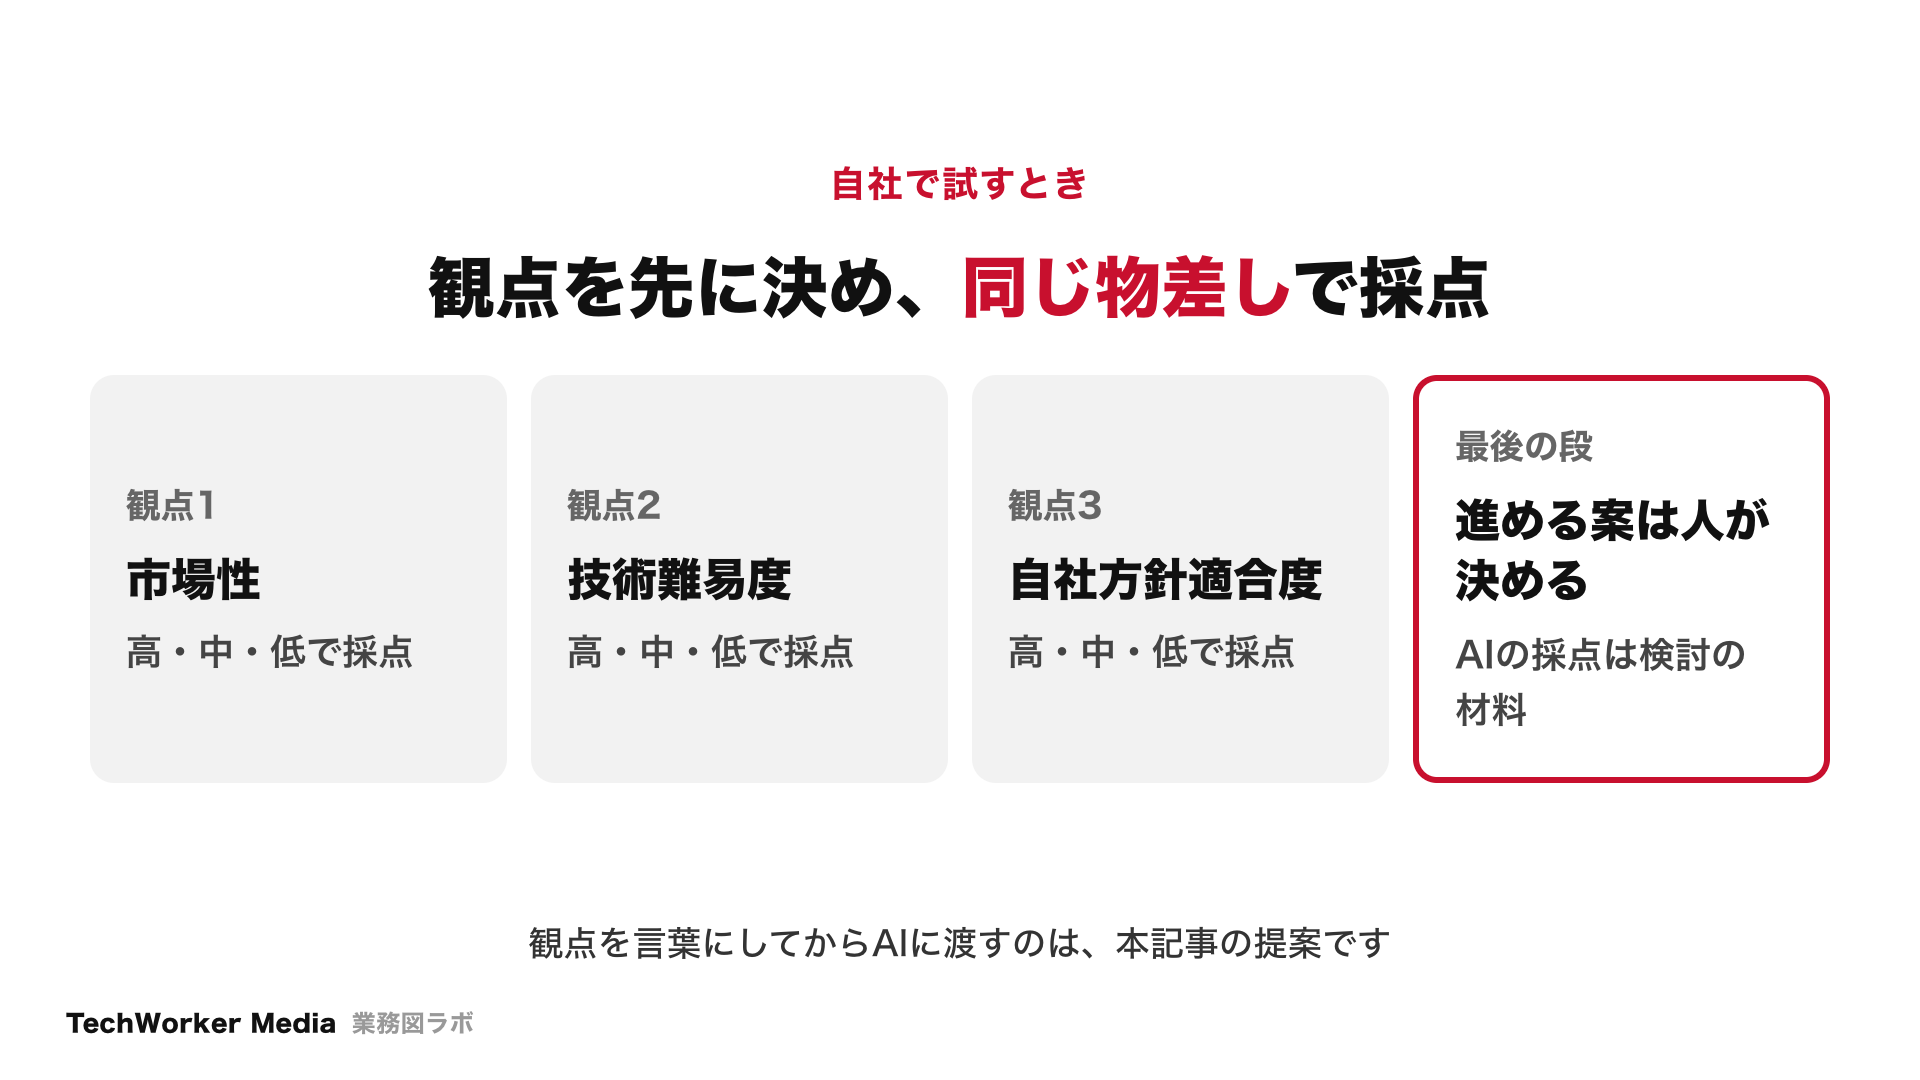 自社で試すとき
観点を先に決め、同じ物差しで採点
観点1
市場性
高・中・低で採点
観点2
技術難易度
高・中・低で採点
観点3
自社方針適合度
高・中・低で採点
最後の段
進める案は人が
決める
AIの採点は検討の
材料
観点を言葉にしてからAIに渡すのは、本記事の提案です
TechWorker Media 業務図ラボ